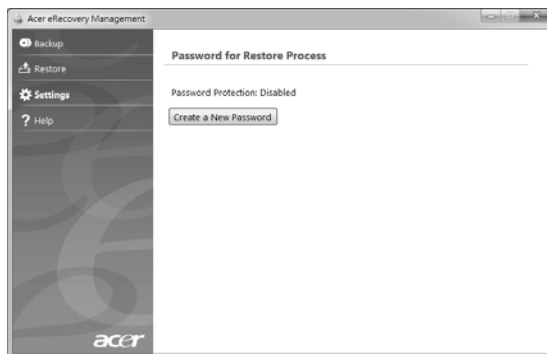 Acer eRecovery Management
Backup
Restore
Settings
Help
Password for Restore Process
Password Protection: Disabled
Create a New Password
acer